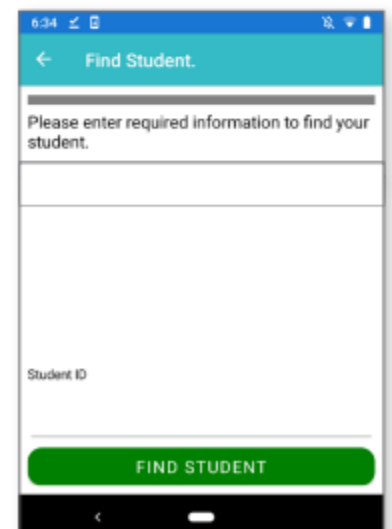 6:34
Find Student.
Please enter required information to find your
student.
Student ID
FIND STUDENT